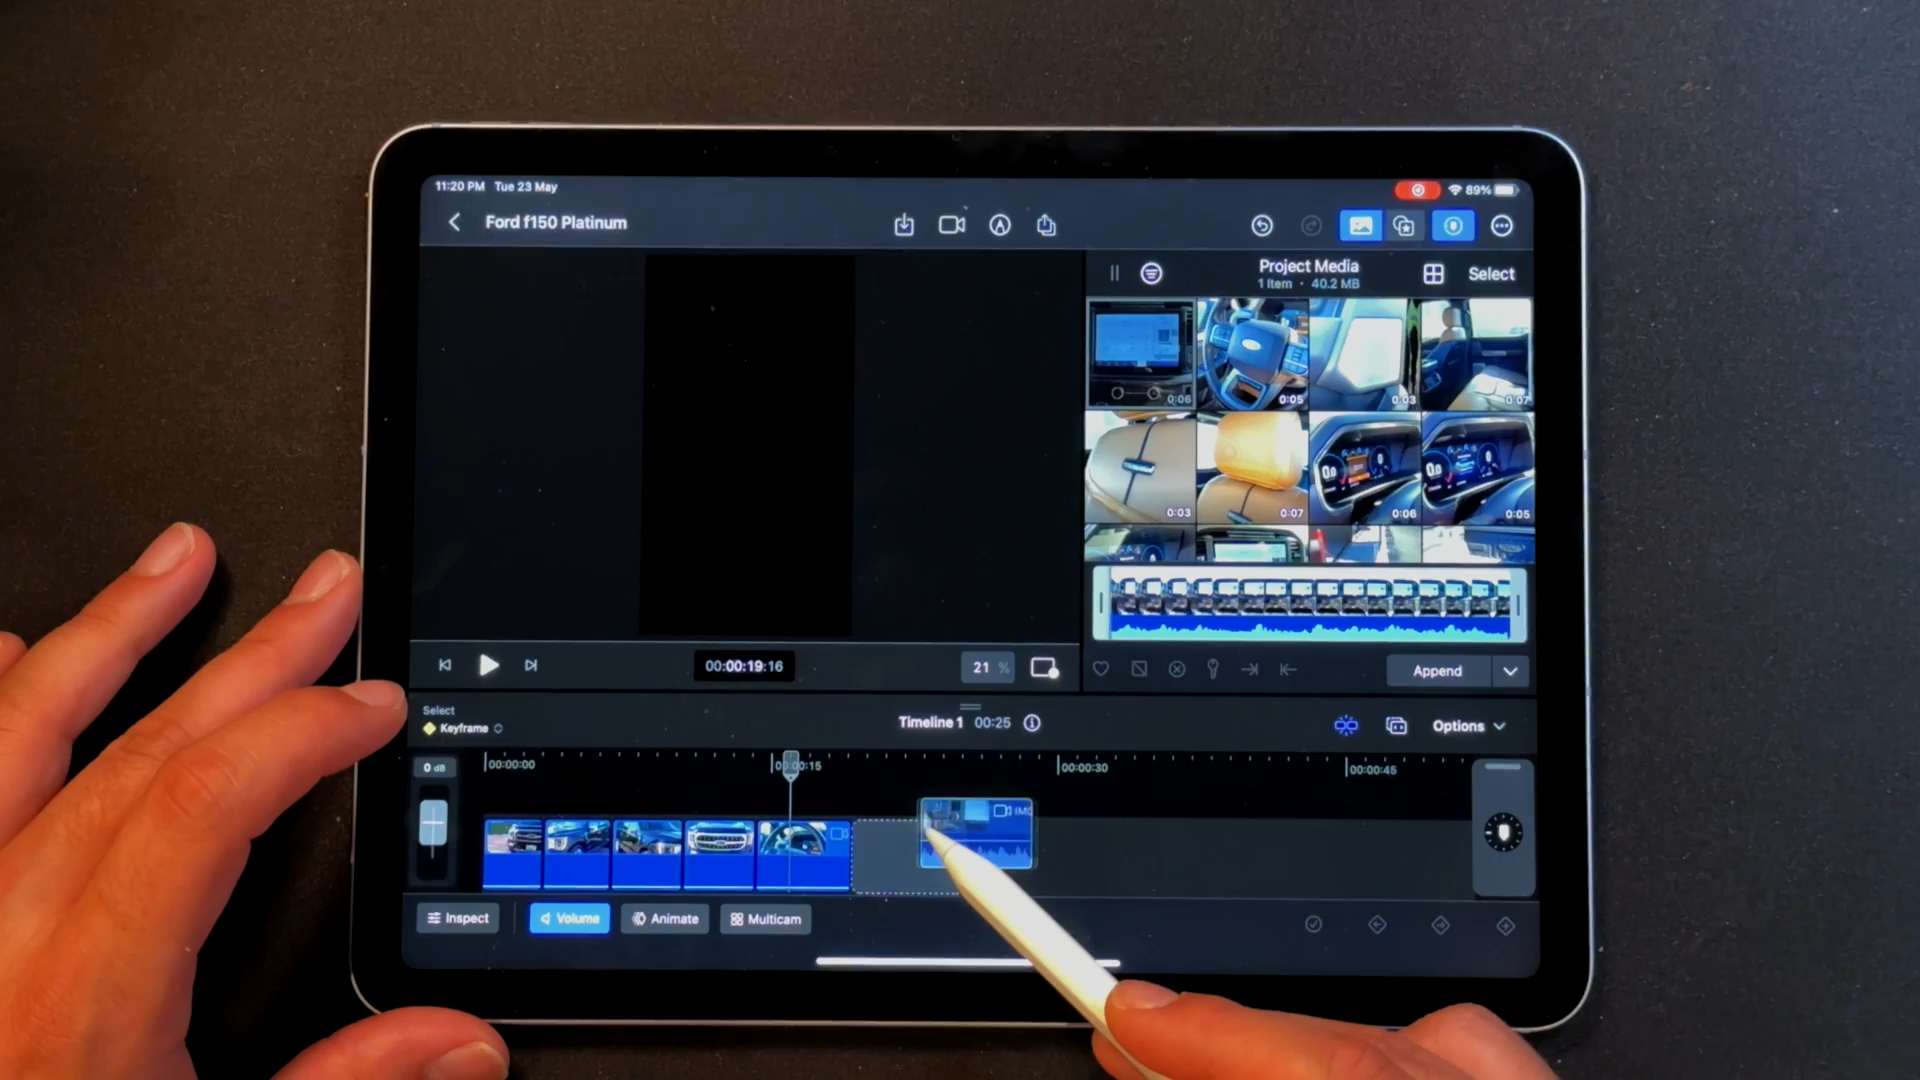 11:20 PM Tue 23 May
89%
Ford f150 Platinum
Project Media
1 Item · 40.2 MB
Select
0:06
0:05
0:03
0:07
0:03
0:07
0:06
0:05
00:00:19:16
21 %
Append
Select
Keyframe
Timeline 1 00:25
Options
0 dB
00:00:00
00:00:15
00:00:30
00:00:45
Inspect
Volume
Animate
Multicam